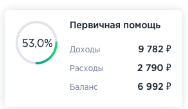 Первичная помощь
53,0%
Доходы 9 782 ₽
Расходы 2 790 ₽
Баланс 6 992 ₽